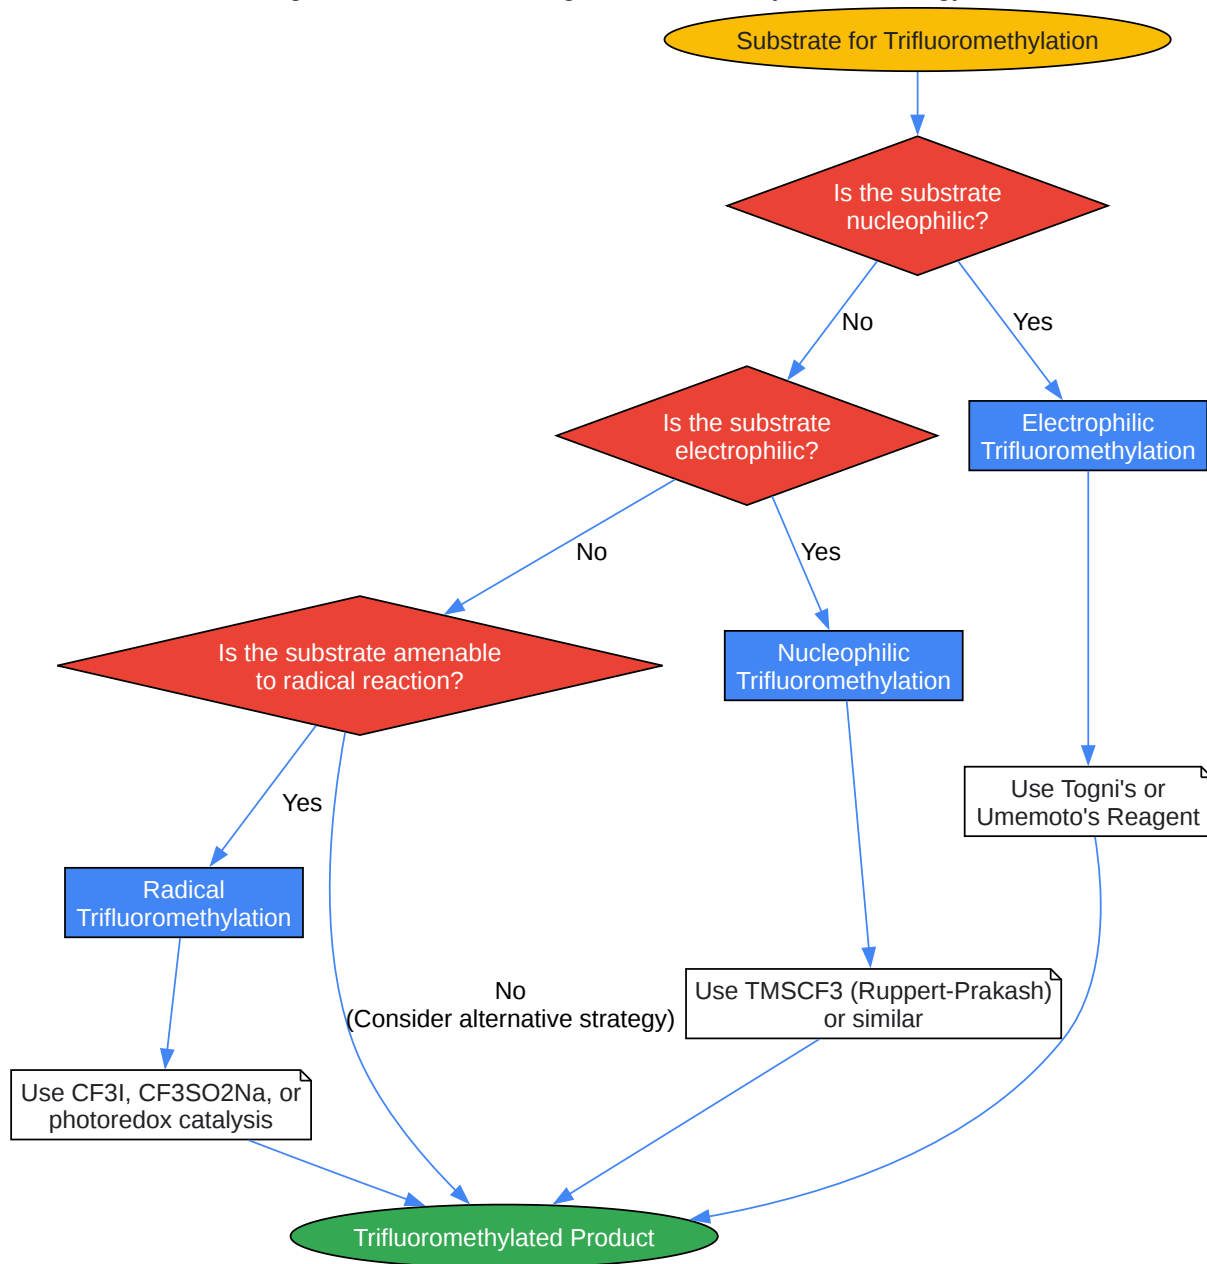 Substrate for Trifluoromethylation
Is the substrate
nucleophilic?
No
Yes
Is the substrate
electrophilic?
Electrophilic
Trifluoromethylation
No
Yes
Is the substrate amenable
to radical reaction?
Nucleophilic
Trifluoromethylation
Use Togni's or
Umemoto's Reagent
Yes
Radical
Trifluoromethylation
No
(Consider alternative strategy)
Use TMSCF3 (Ruppert-Prakash)
or similar
Use CF3I, CF3SO2Na, or
photoredox catalysis
Trifluoromethylated Product